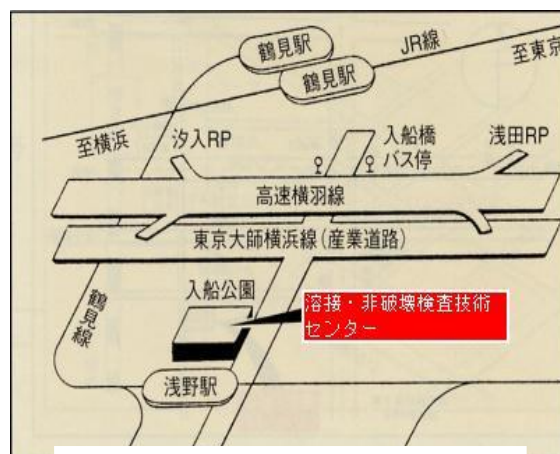 鶴見駅
JR線
至東京
鶴見駅
至横浜
汐入RP
入船橋
バス停
浅田RP
高速横羽線
東京大師横浜線(産業道路)
鶴見線
入船公園
溶接・非破壊検査技術
センター
浅野駅